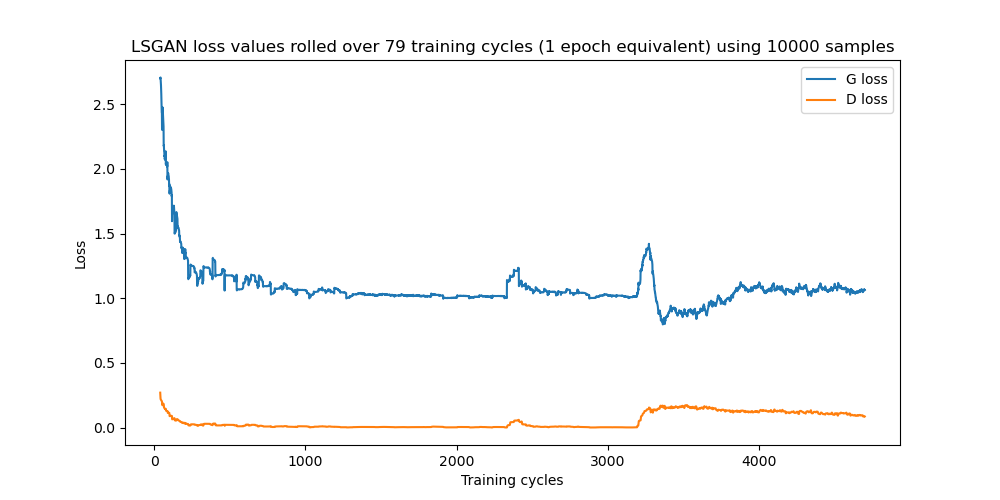 LSGAN loss values rolled over 79 training cycles (1 epoch equivalent) using 10000 samples
G loss
D loss
Loss
2.5
2.0
1.5
1.0
0.5
0.0
0 1000 2000 3000 4000
Training cycles